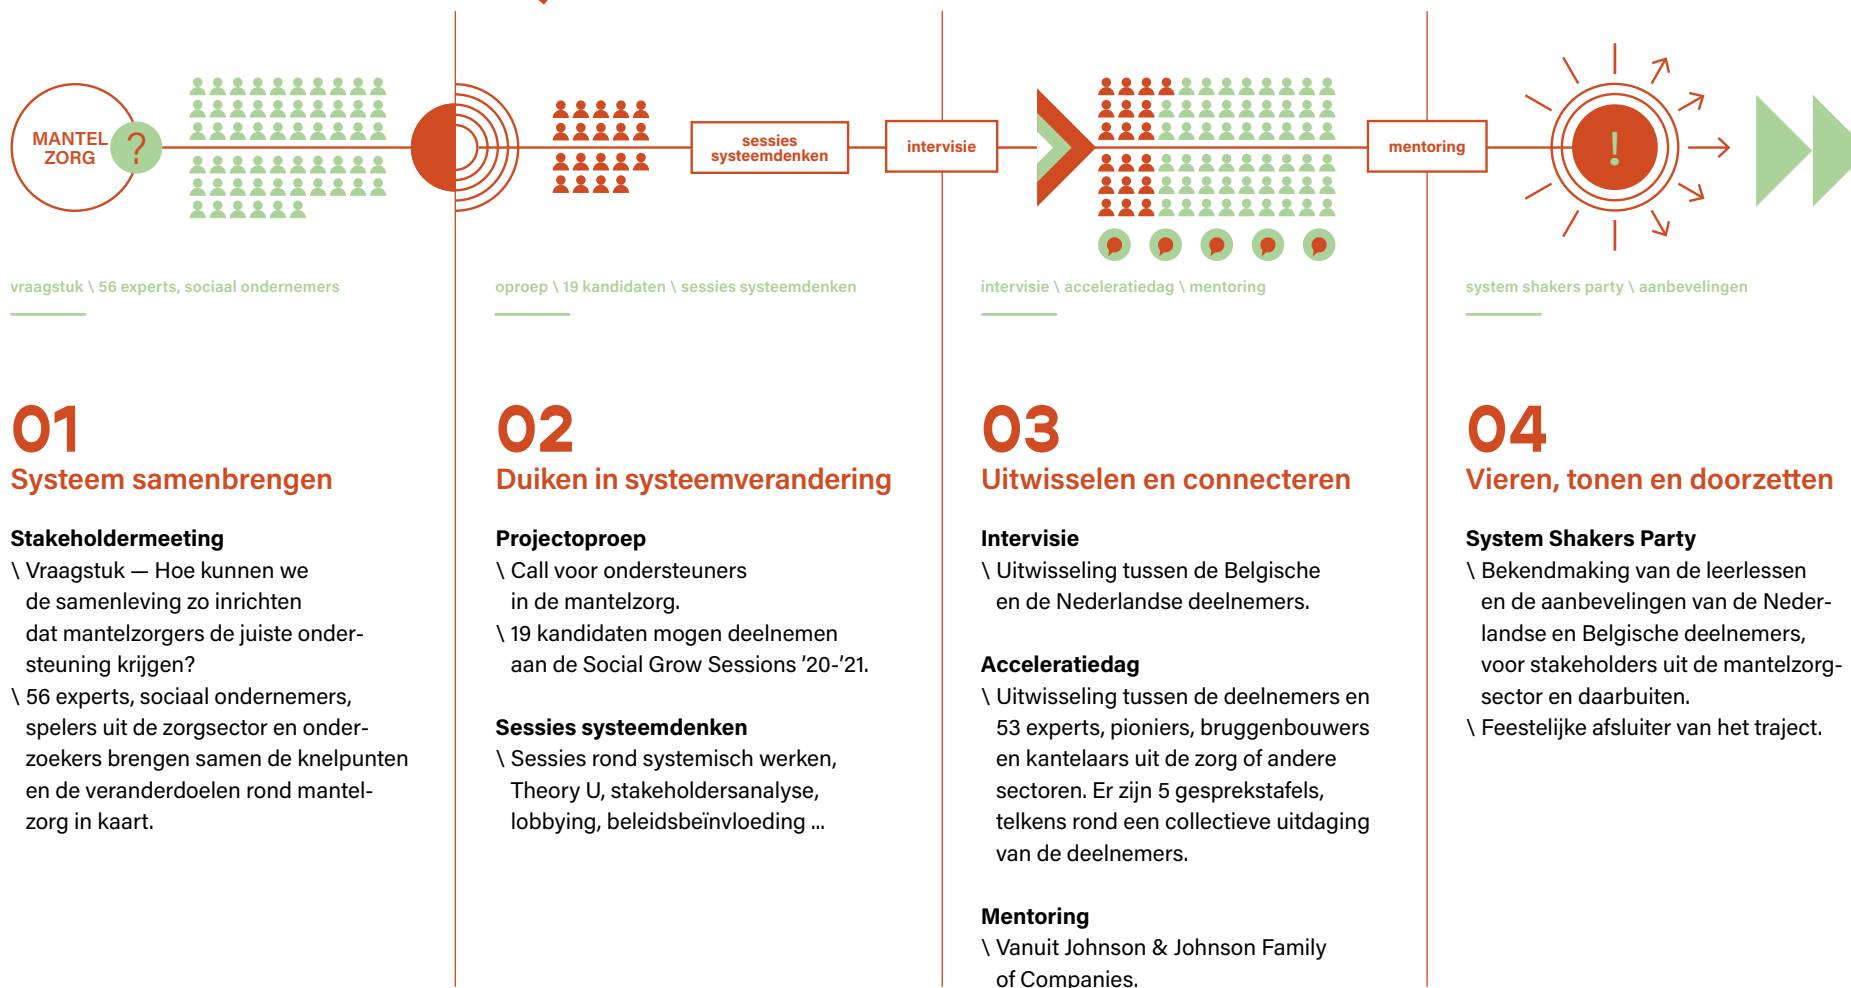 MANTEL
ZORG
?
sessies
systeemdenken
intervisie
mentoring
!
vraagstuk \ 56 experts, sociaal ondernemers
oproep \ 19 kandidaten \ sessies systeemdenken
intervisie \ acceleratiedag \ mentoring
system shakers party \ aanbevelingen
01
Systeem samenbrengen
Stakeholdermeeting
\ Vraagstuk — Hoe kunnen we
de samenleving zo inrichten
dat mantelzorgers de juiste onder-
steuning krijgen?
\ 56 experts, sociaal ondernemers,
spelers uit de zorgsector en onder-
zoekers brengen samen de knelpunten
en de veranderdoelen rond mantel-
zorg in kaart.
02
Duiken in systeemverandering
Projectoproep
\ Call voor ondersteuners
in de mantelzorg.
\ 19 kandidaten mogen deelnemen
aan de Social Grow Sessions ’20-’21.
Sessies systeemdenken
\ Sessies rond systemisch werken,
Theory U, stakeholdersanalyse,
lobbying, beleidsbeïnvloeding ...
03
Uitwisselen en connecteren
Intervisie
\ Uitwisseling tussen de Belgische
en de Nederlandse deelnemers.
Acceleratiedag
\ Uitwisseling tussen de deelnemers en
53 experts, pioniers, bruggenbouwers
en kantelaars uit de zorg of andere
sectoren. Er zijn 5 gesprekstafels,
telkens rond een collectieve uitdaging
van de deelnemers.
Mentoring
\ Vanuit Johnson & Johnson Family
of Companies.
04
Vieren, tonen en doorzetten
System Shakers Party
\ Bekendmaking van de leerlessen
en de aanbevelingen van de Neder-
landse en Belgische deelnemers,
voor stakeholders uit de mantelzorg-
sector en daarbuiten.
\ Feestelijke afsluiter van het traject.